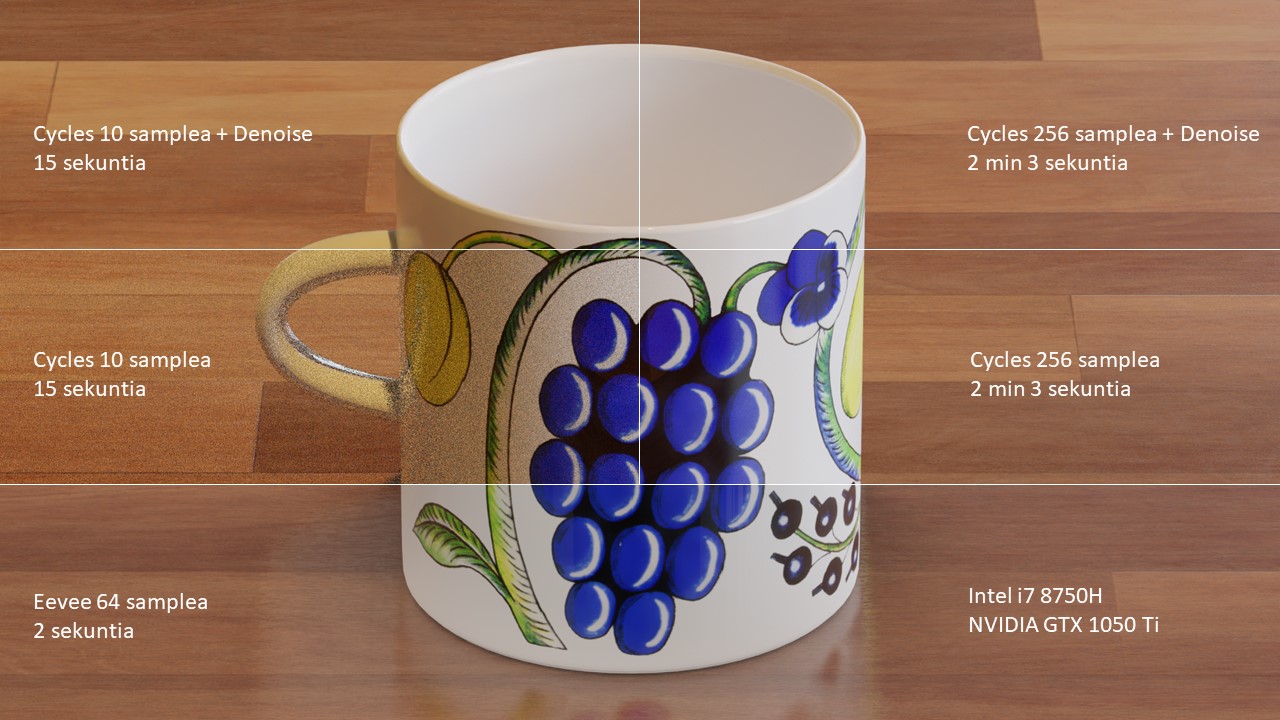 Cycles 10 samplea + Denoise
15 sekuntia
Cycles 256 samplea + Denoise
2 min 3 sekuntia
Cycles 10 samplea
15 sekuntia
Cycles 256 samplea
2 min 3 sekuntia
Eevee 64 samplea
2 sekuntia
Intel i7 8750H
NVIDIA GTX 1050 Ti